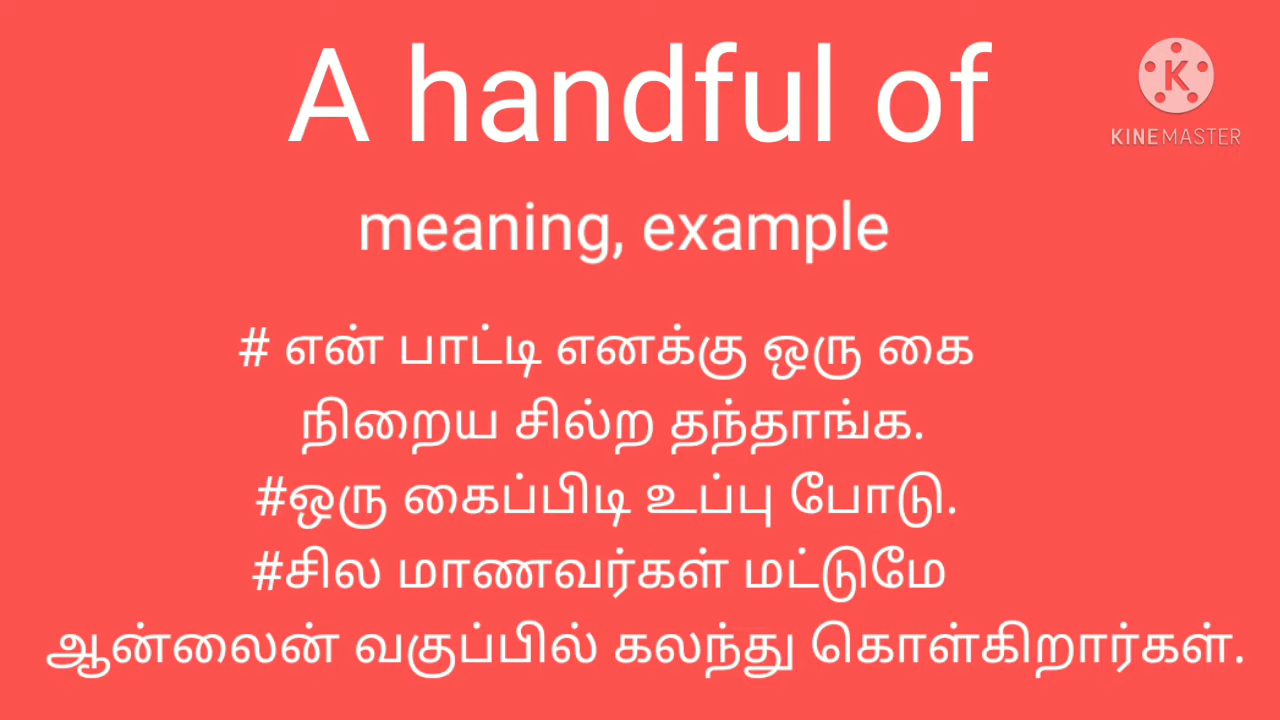 A handful of
K
KINEMASTER
meaning, example
# என் பாட்டி எனக்கு ஒரு கை
நிறைய சில்ற தந்தாங்க.
#ஒரு கைப்பிடி உப்பு போடு.
#சில மாணவர்கள் மட்டுமே
ஆன்லைன் வகுப்பில் கலந்து கொள்கிறார்கள்.